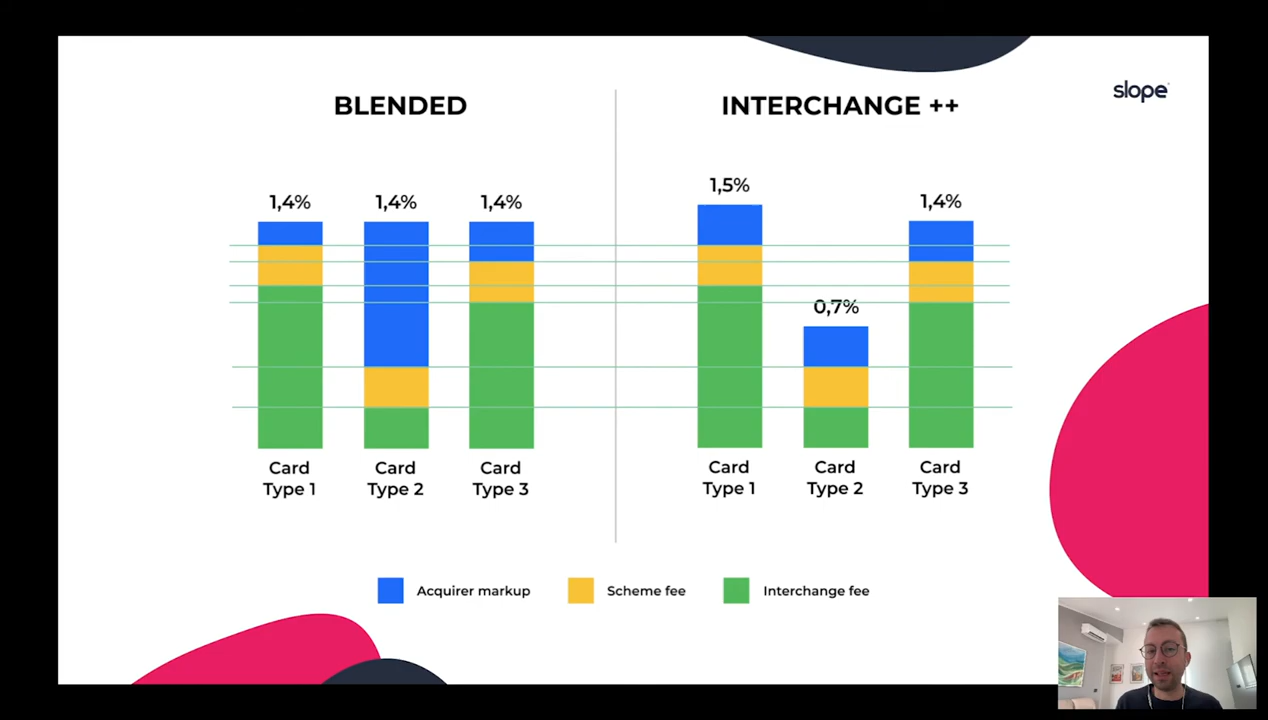 BLENDED
INTERCHANGE ++
slope
1,4%
1,4%
1,4%
1,5%
0,7%
1,4%
Card
Type 1
Card
Type 2
Card
Type 3
Card
Type 1
Card
Type 2
Card
Type 3
Acquirer markup
Scheme fee
Interchange fee